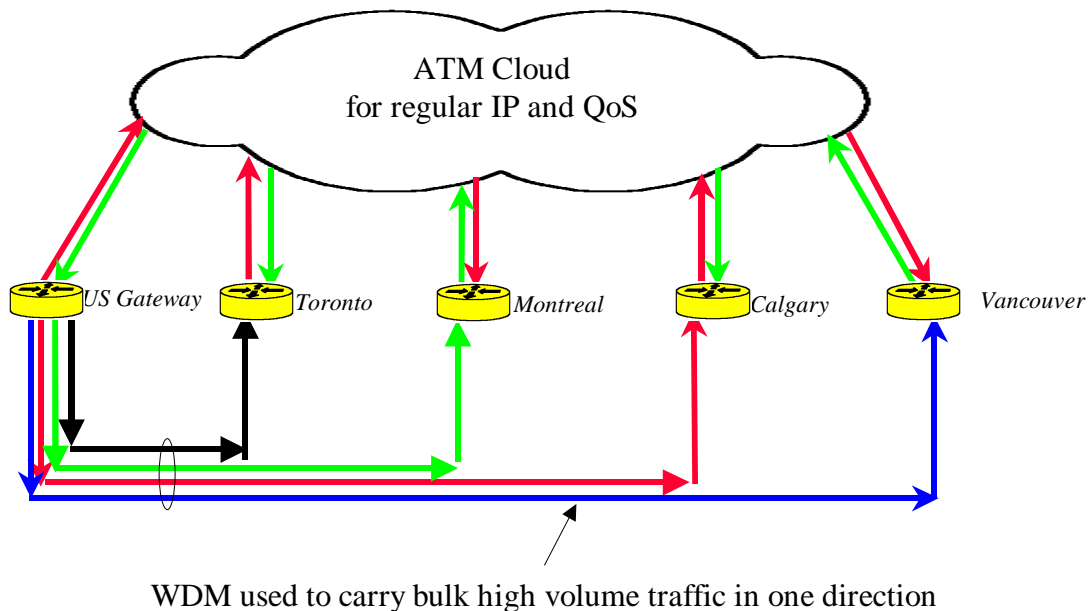 ATM Cloud
for regular IP and QoS
US Gateway
Toronto
Montreal
Calgary
Vancouver
WDM used to carry bulk high volume traffic in one direction